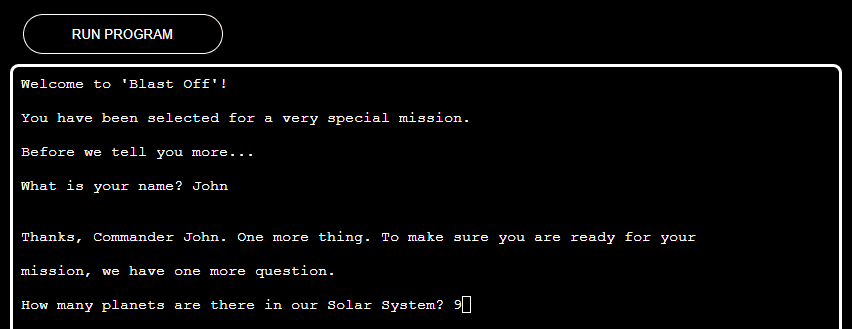 RUN PROGRAM
Welcome to 'Blast Off'!
You have been selected for a very special mission.
Before we tell you more...
What is your name? John
Thanks, Commander John. One more thing. To make sure you are ready for your
mission, we have one more question.
How many planets are there in our Solar System? 9